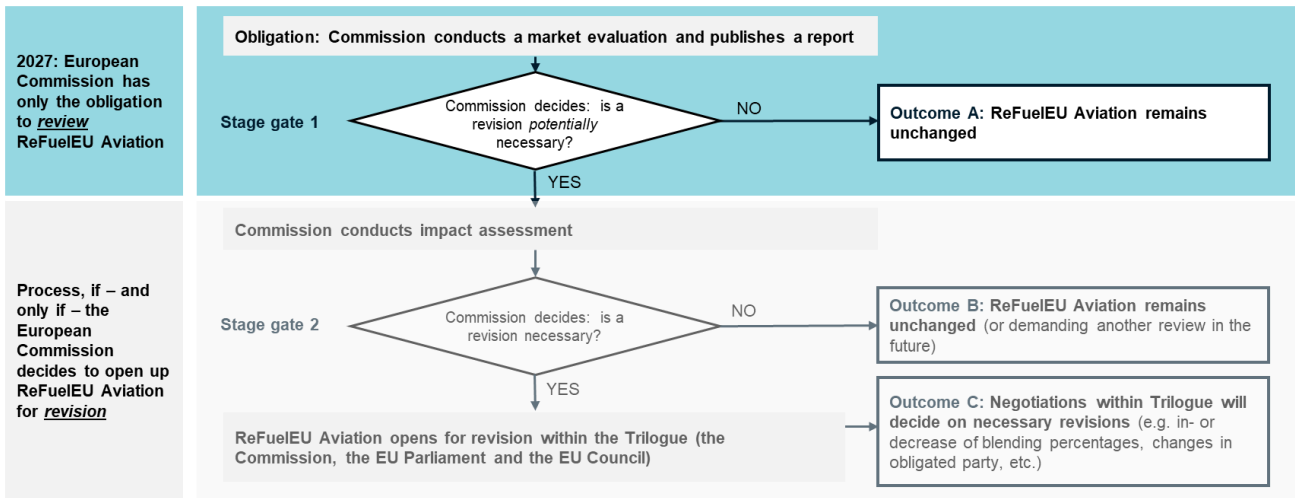 2027: European
Commission has
only the obligation
to review
ReFuelEU Aviation
Obligation: Commission conducts a market evaluation and publishes a report
Stage gate 1
Commission decides: is a
revision potentially
necessary?
NO
Outcome A: ReFuelEU Aviation remains
unchanged
YES
Process, if – and
only if – the
European
Commission
decides to open up
ReFuelEU Aviation
for revision
Commission conducts impact assessment
Stage gate 2
Commission decides: is a
revision necessary?
NO
Outcome B: ReFuelEU Aviation remains
unchanged (or demanding another review in the
future)
YES
ReFuelEU Aviation opens for revision within the Trilogue (the
Commission, the EU Parliament and the EU Council)
Outcome C: Negotiations within Trilogue will
decide on necessary revisions (e.g. in- or
decrease of blending percentages, changes in
obligated party, etc.)